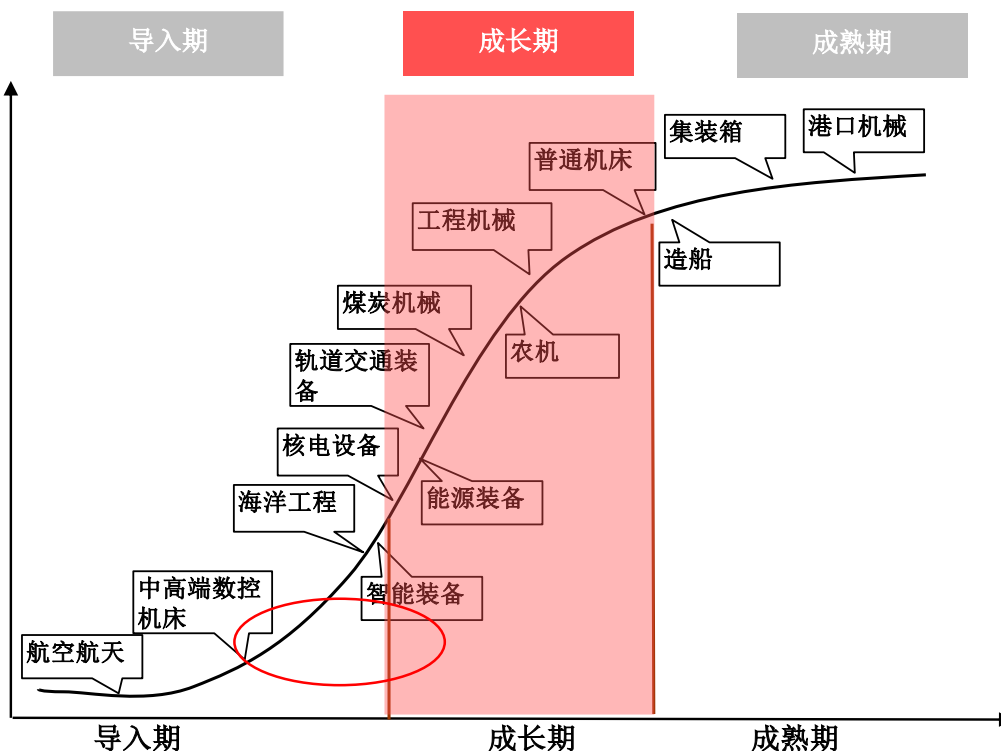 导入期
成长期
成熟期
港口机械
集装箱
普通机床
工程机械
造船
煤炭机械
农机
轨道交通装
备
核电设备
能源装备
海洋工程
中高端数控
机床
智能装备
航空航天
导入期
成长期
成熟期